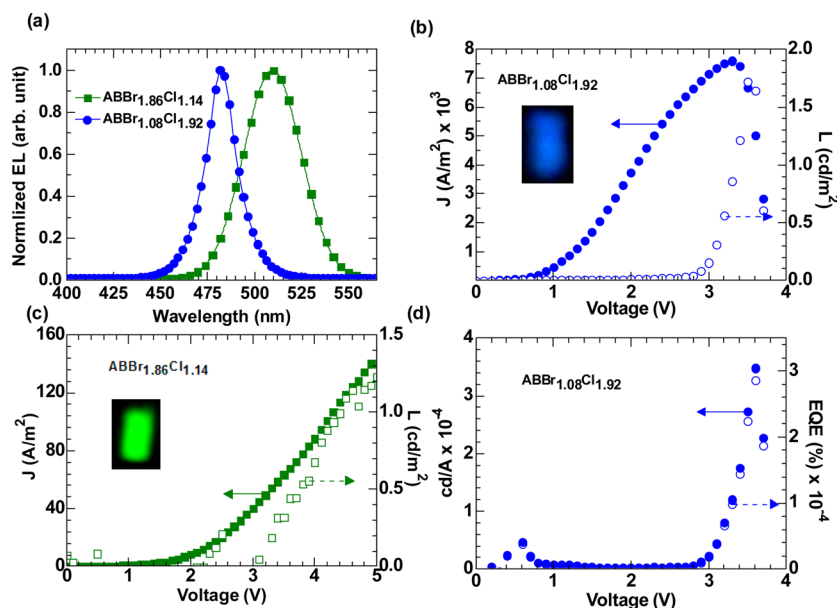 (a)
Normlized EL (arb. unit)
1.0
0.8
0.6
0.4
0.2
0.0
ABBr1.86Cl1.14
ABBr1.08Cl1.92
400 450 475 500 525 550
Wavelength (nm)
(b)
J (A/m²) x 10³
8
7
6
5
4
3
2
1
0
ABBr1.08Cl1.92
2.0
1.5
1.0
0.5
0.0
L (cd/m²)
0 1 2 3 4
Voltage (V)
(c)
J (A/m²)
160
120
80
40
0
ABBr1.86Cl1.14
1.5
1.0
0.5
0.0
L (cd/m²)
0 1 2 3 4 5
Voltage (V)
(d)
cd/A x 10⁻⁴
4
3
2
1
0
ABBr1.08Cl1.92
3
2
1
0
EQE (%) x 10⁻⁴
0 1 2 3 4
Voltage (V)